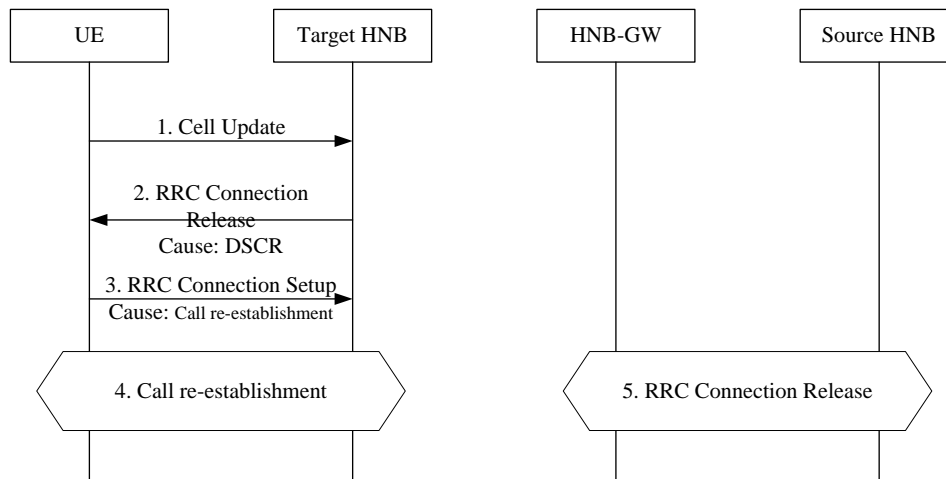 UE
Target HNB
HNB-GW
Source HNB
1. Cell Update
2. RRC Connection
Release
Cause: DSCR
3. RRC Connection Setup
Cause: Call re-establishment
4. Call re-establishment
5. RRC Connection Release